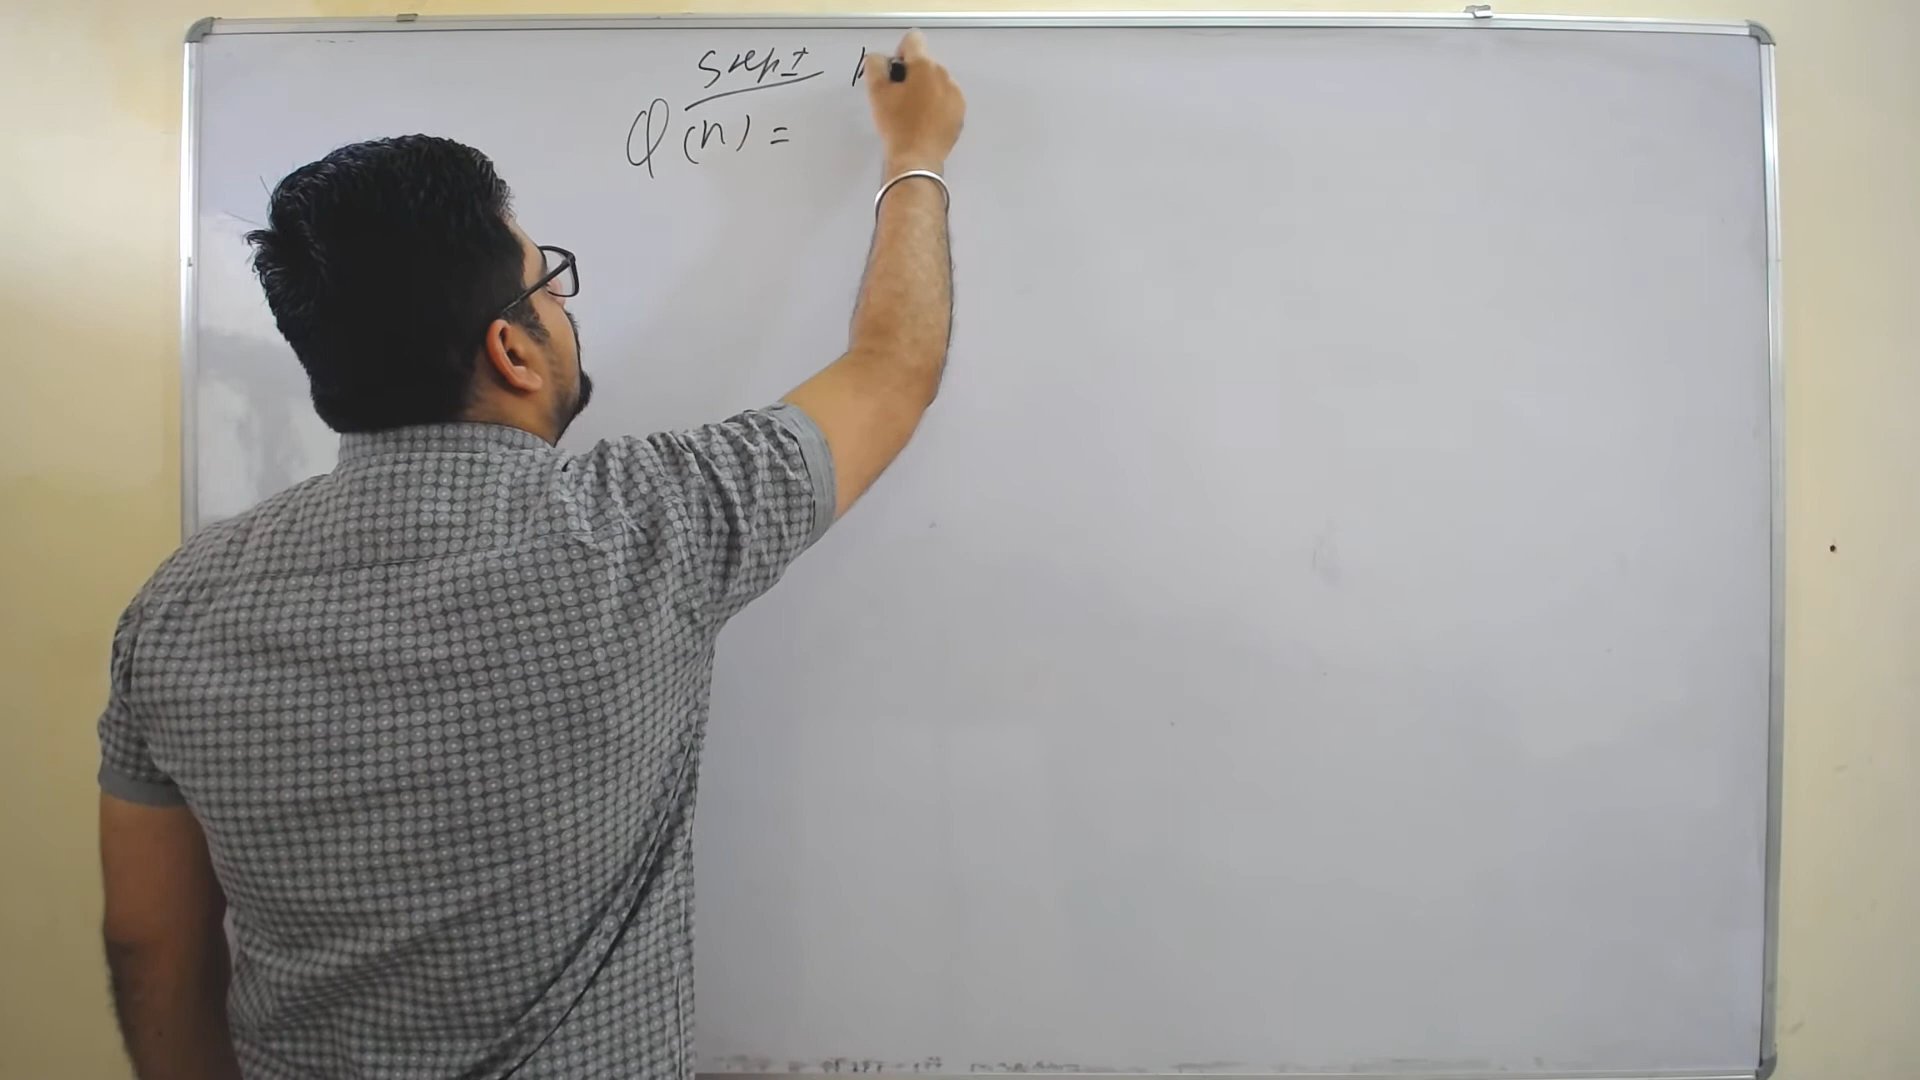 Step I
φ(n) =